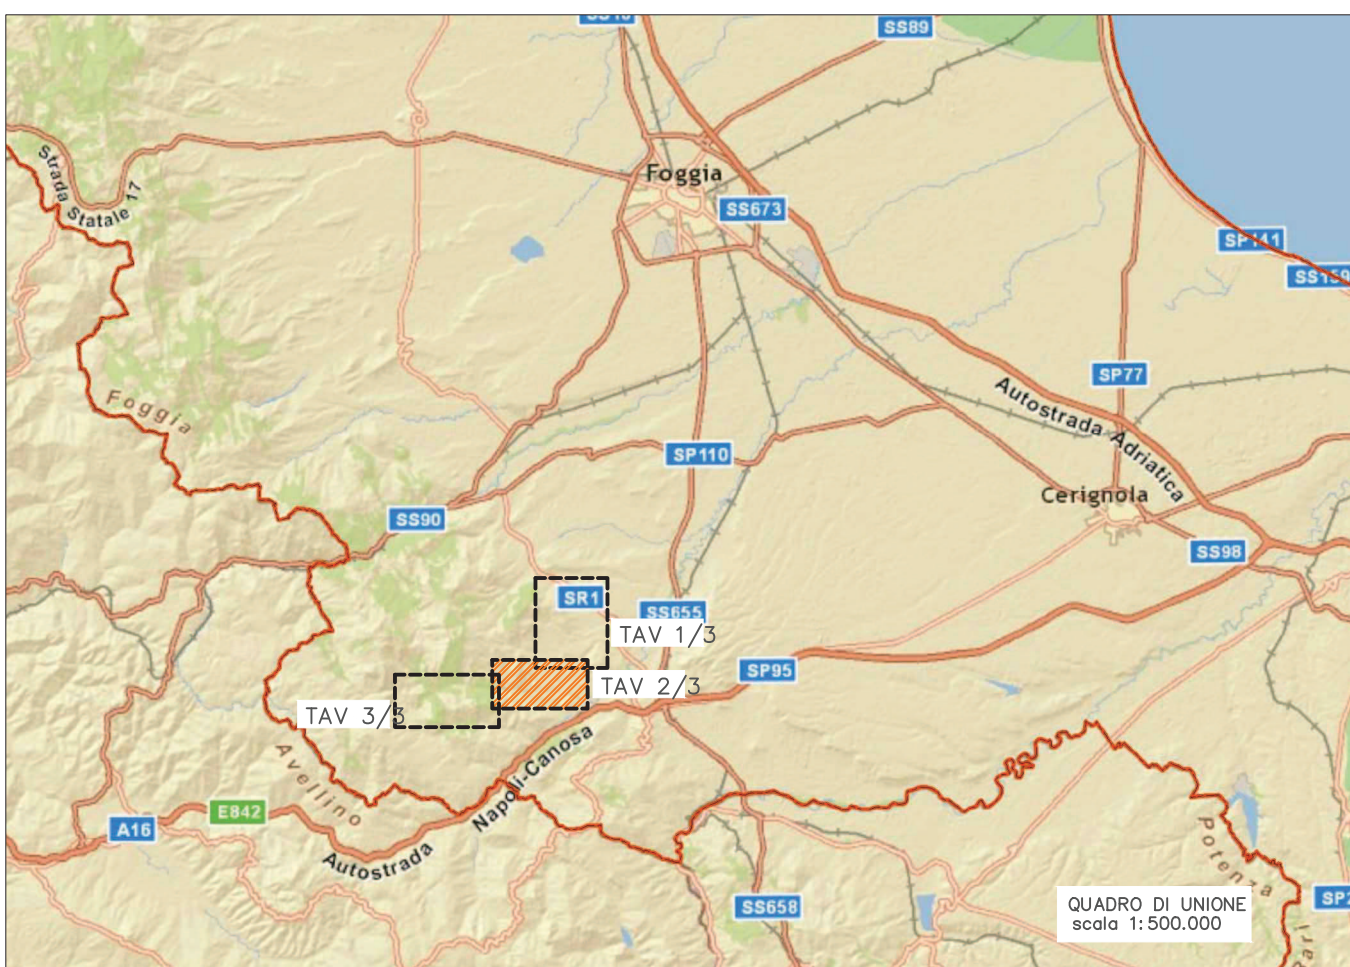 SS16
SS89
Strada Statale 17
Foggia
SS673
SP141
SS159
SP77
Autostrada Adriatica
Foggia
SP110
Cerignola
SS90
SS98
SR1
SS655
TAV 1/3
SP95
TAV 2/3
TAV 3/3
Avellino
Napoli-Canosa
E842
A16
Autostrada
Potenza
SS658
QUADRO DI UNIONE
scala 1:500.000